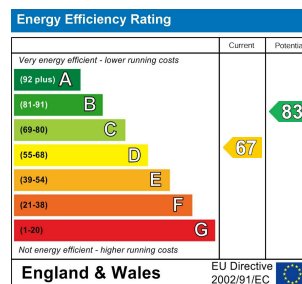 Energy Efficiency Rating
Current Potentia
Very energy efficient - lower running costs
(92 plus) A
(81-91) B
83
(69-80) C
(55-68) D
67
(39-54) E
(21-38) F
(1-20) G
Not energy efficient - higher running costs
England & Wales
EU Directive
2002/91/EC